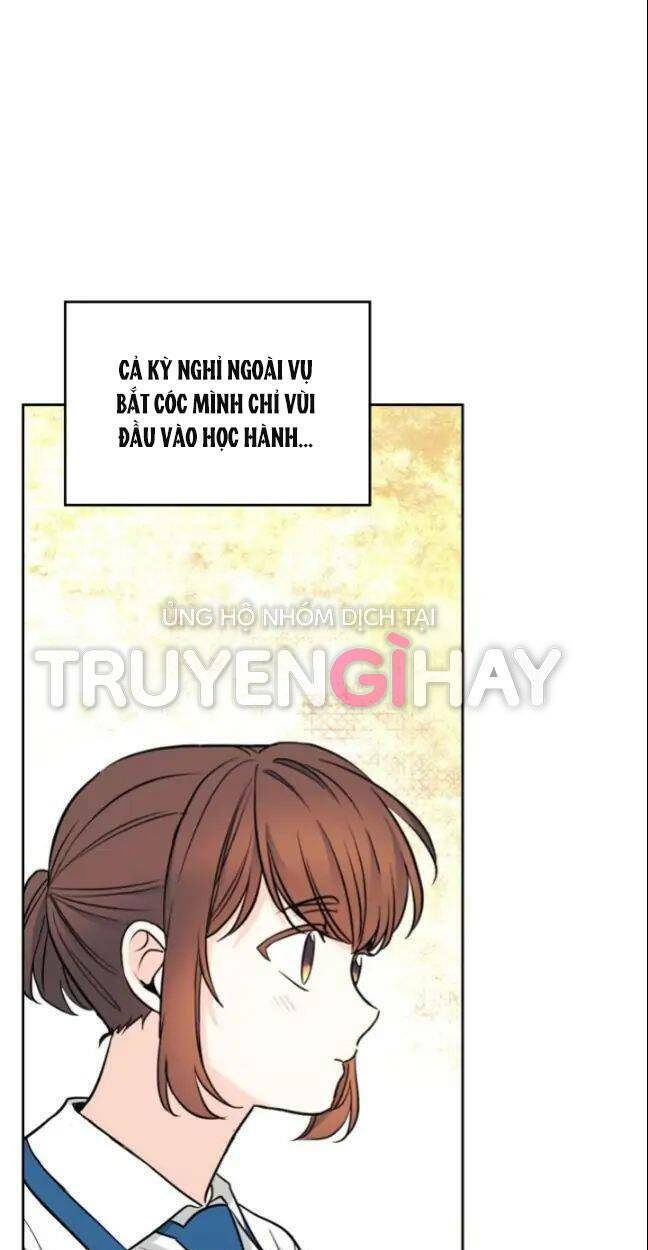 CẢ KỲ NGHỈ NGOÀI VỤ
BẮT CÓC MÌNH CHỈ VÙI
ĐẦU VÀO HỌC HÀNH...
ỦNG HỘ NHÓM DỊCH TẠI
TRUYENGÌHAY